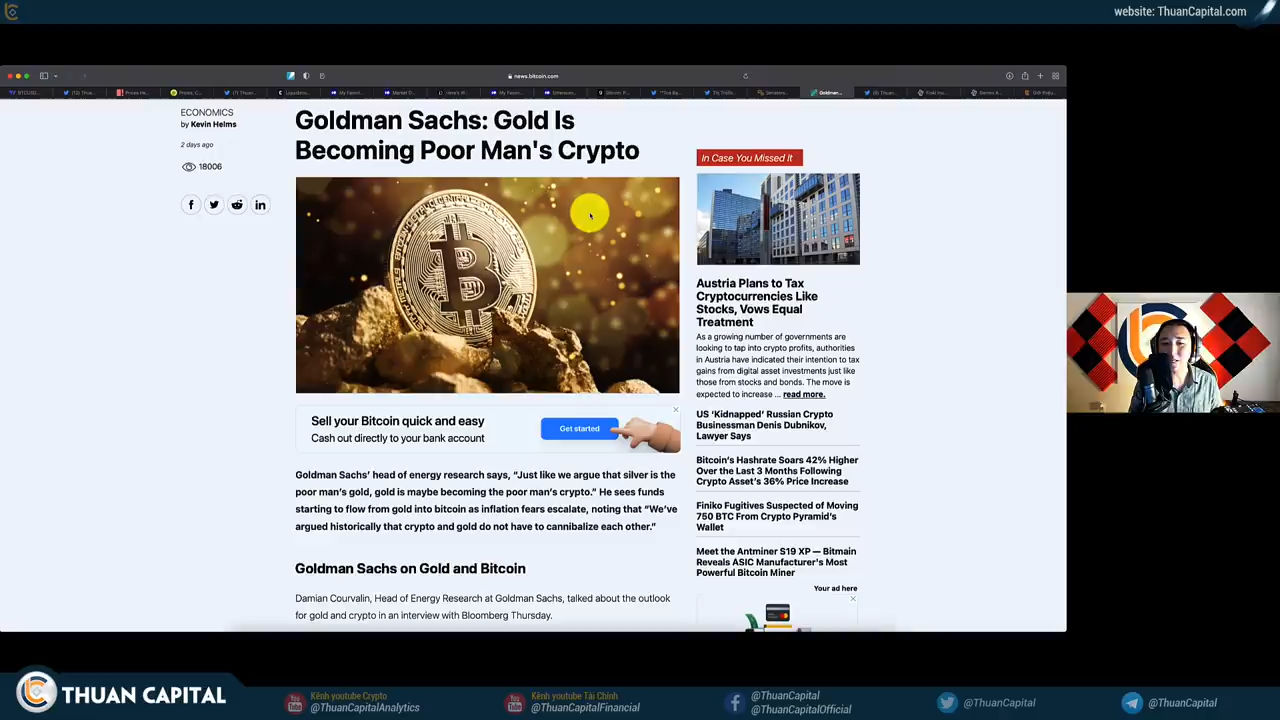 website: ThuanCapital.com
news.bitcoin.com
ECONOMICS
by Kevin Helms
2 days ago
18006
Goldman Sachs: Gold Is
Becoming Poor Man's Crypto
Sell your Bitcoin quick and easy
Cash out directly to your bank account
Get started
Goldman Sachs' head of energy research says, “Just like we argue that silver is the
poor man's gold, gold is maybe becoming the poor man's crypto.” He sees funds
starting to flow from gold into bitcoin as inflation fears escalate, noting that “We've
argued historically that crypto and gold do not have to cannibalize each other.”
Goldman Sachs on Gold and Bitcoin
Damian Courvalin, Head of Energy Research at Goldman Sachs, talked about the outlook
for gold and crypto in an interview with Bloomberg Thursday.
In Case You Missed It
Austria Plans to Tax
Cryptocurrencies Like
Stocks, Vows Equal
Treatment
As a growing number of governments are
looking to tap into crypto profits, authorities
in Austria have indicated their intention to tax
gains from digital asset investments just like
those from stocks and bonds. The move is
expected to increase ... read more.
US ‘Kidnapped’ Russian Crypto
Businessman Denis Dubnikov,
Lawyer Says
Bitcoin's Hashrate Soars 42% Higher
Over the Last 3 Months Following
Crypto Asset's 36% Price Increase
Finiko Fugitives Suspected of Moving
750 BTC From Crypto Pyramid's
Wallet
Meet the Antminer S19 XP — Bitmain
Reveals ASIC Manufacturer's Most
Powerful Bitcoin Miner
Your ad here
THUAN CAPITAL
Kênh youtube Crypto
@ThuanCapitalAnalytics
Kênh youtube Tài Chính
@ThuanCapitalFinancial
@ThuanCapital
@ThuanCapitalOfficial
@ThuanCapital
@ThuanCapital